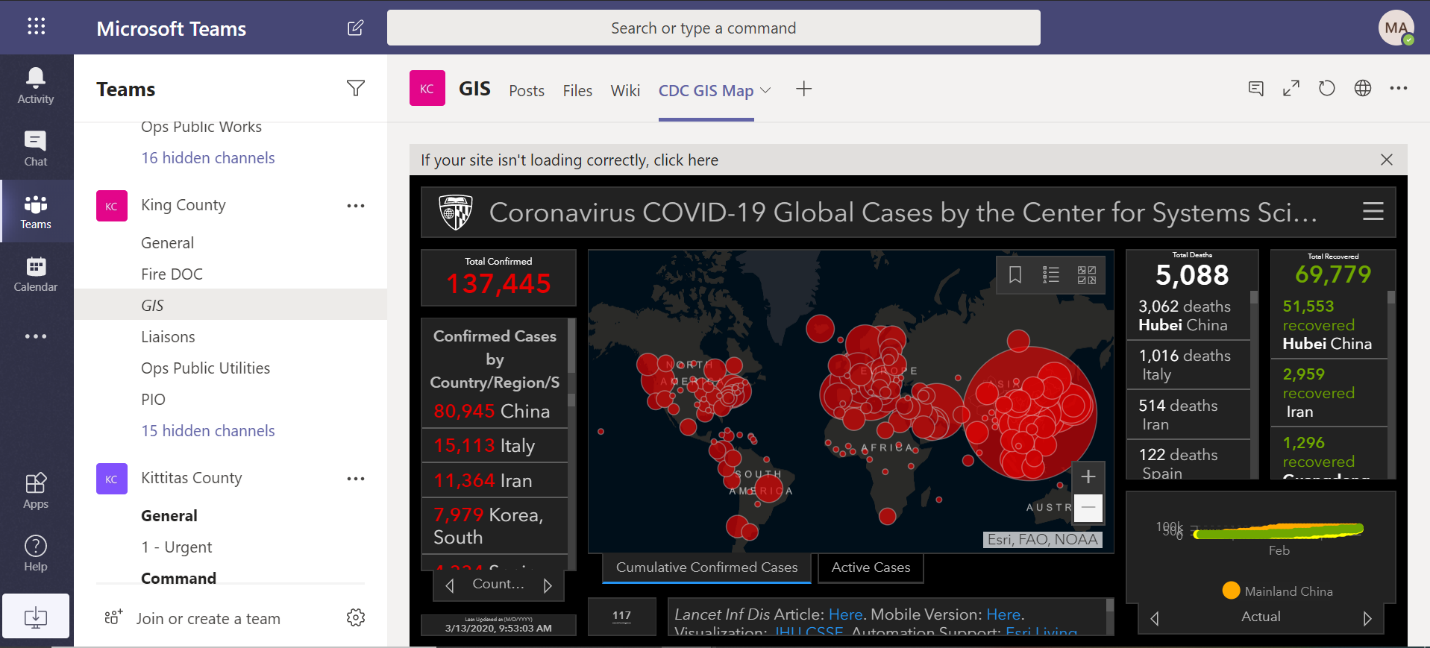 Microsoft Teams
Search or type a command
MA
Activity
Chat
Teams
Calendar
Apps
Help
Teams
Ops Public Works
16 hidden channels
KC
King County
General
Fire DOC
GIS
Liaisons
Ops Public Utilities
PIO
15 hidden channels
KC
Kittitas County
General
1 - Urgent
Command
Join or create a team
KC
GIS
Posts
Files
Wiki
CDC GIS Map
If your site isn't loading correctly, click here
Coronavirus COVID-19 Global Cases by the Center for Systems Sci...
Total Confirmed
137,445
Confirmed Cases
by
Country/Region/S
80,945 China
15,113 Italy
11,364 Iran
7,979 Korea,
South
Count...
Last Updated at (M/D/YYYY)
3/13/2020, 9:53:03 AM
NORTH
AMERICA
SOUTH
AMERICA
EUROPE
AFRICA
ASIA
AUSTR
Esri, FAO, NOAA
Cumulative Confirmed Cases
Active Cases
117
Lancet Inf Dis Article: Here. Mobile Version: Here.
Visualization: JHU CSSE. Automation Support: Esri Living
Total Deaths
5,088
3,062 deaths
Hubei China
1,016 deaths
Italy
514 deaths
Iran
122 deaths
Spain
Total Recovered
69,779
51,553
recovered
Hubei China
2,959
recovered
Iran
1,296
recovered
Guangdong
100k
0
Feb
Mainland China
Actual